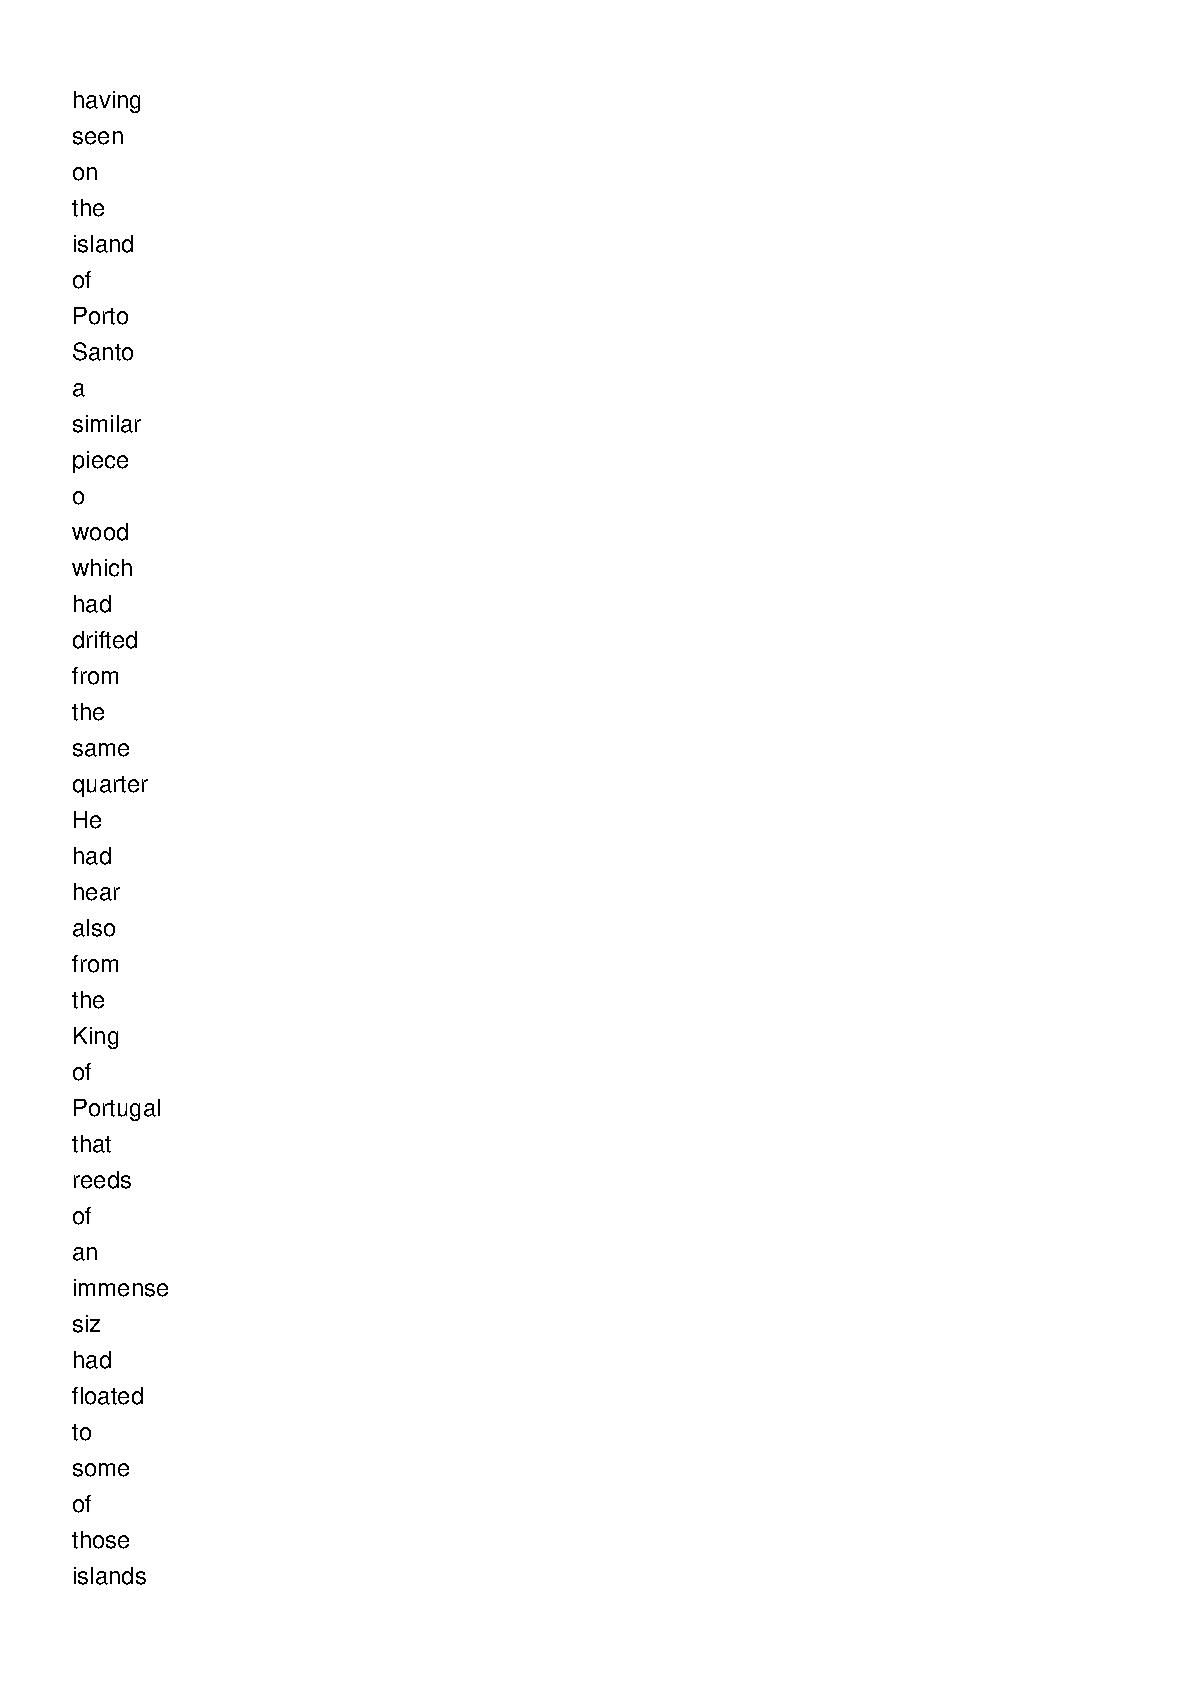 having
seen
on
the
island
of
Porto
Santo
a
similar
piece
o
wood
which
had
drifted
from
the
same
quarter
He
had
hear
also
from
the
King
of
Portugal
that
reeds
of
an
immense
siz
had
floated
to
some
of
those
islands